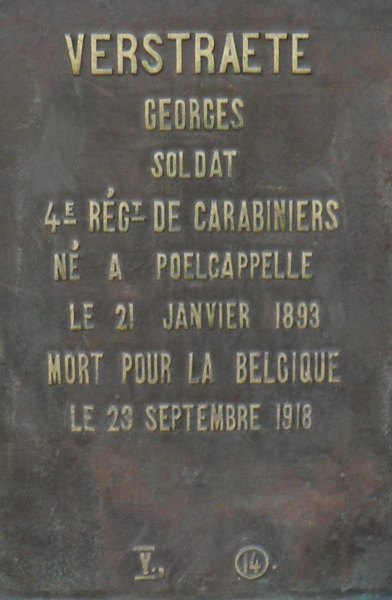 VERSTRAETE
GEORGES
SOLDAT
4E RÉGT DE CARABINIERS
NÉ A POELCAPPELLE
LE 21 JANVIER 1893
MORT POUR LA BELGIQUE
LE 23 SEPTEMBRE 1918
V., 14.